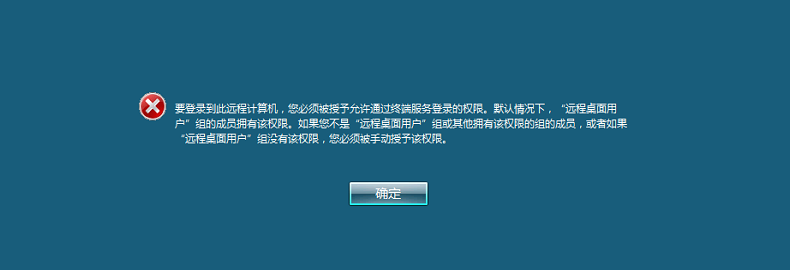 要登录到此远程计算机，您必须被授予允许通过终端服务登录的权限。默认情况下，“远程桌面用
户”组的成员拥有该权限。如果您不是“远程桌面用户”组或其他拥有该权限的组的成员，或者如果
“远程桌面用户”组没有该权限，您必须被手动授予该权限。
确定